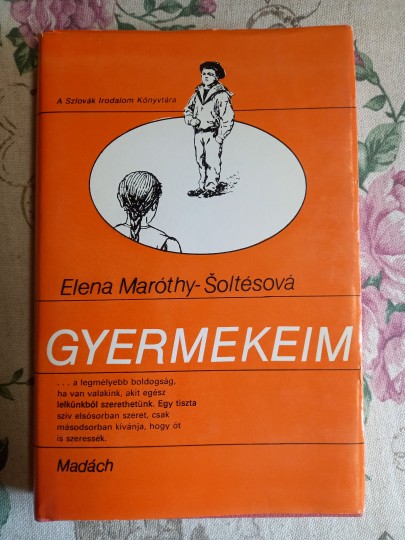 A Szlovák Irodalom Könyvtára
Elena Maróthy-Šoltésová
GYERMEKEIM
. . . a legmélyebb boldogság,
ha van valakink, akit egész
lelkünkből szerethetünk. Egy tiszta
szív elsősorban szeret, csak
másodsorban kívánja, hogy őt
is szeressék.
Madách